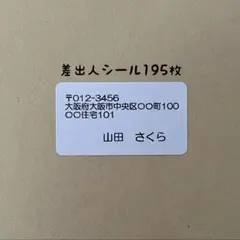 差出人シール195枚
〒012-3456
大阪府大阪市中央区〇〇町100
〇〇住宅101
山田　さくら